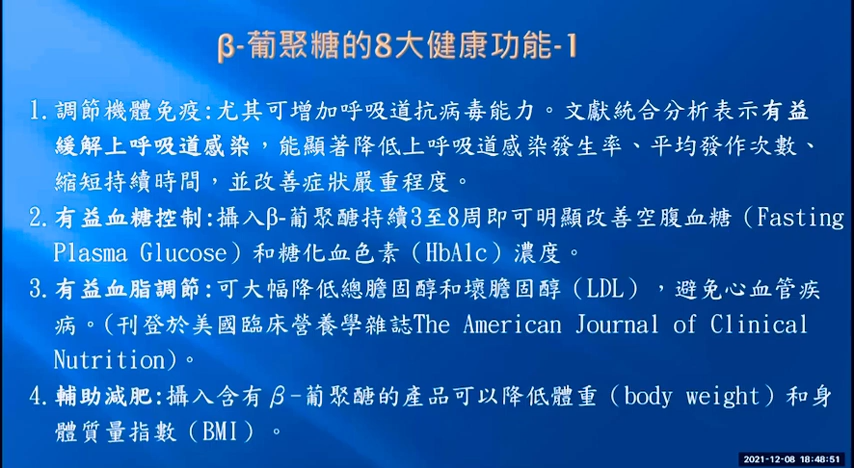 β-葡聚糖的8大健康功能-1
1. 調節機體免疫:尤其可增加呼吸道抗病毒能力。文獻統合分析表示有益
緩解上呼吸道感染，能顯著降低上呼吸道感染發生率、平均發作次數、
縮短持續時間，並改善症狀嚴重程度。
2. 有益血糖控制:攝入β-葡聚醣持續3至8周即可明顯改善空腹血糖（Fasting
Plasma Glucose）和糖化血色素（HbA1c）濃度。
3. 有益血脂調節:可大幅降低總膽固醇和壞膽固醇（LDL），避免心血管疾
病。(刊登於美國臨床營養學雜誌The American Journal of Clinical
Nutrition)。
4. 輔助減肥:攝入含有β-葡聚醣的產品可以降低體重（body weight）和身
體質量指數（BMI）。
2021-12-08 18:48:51